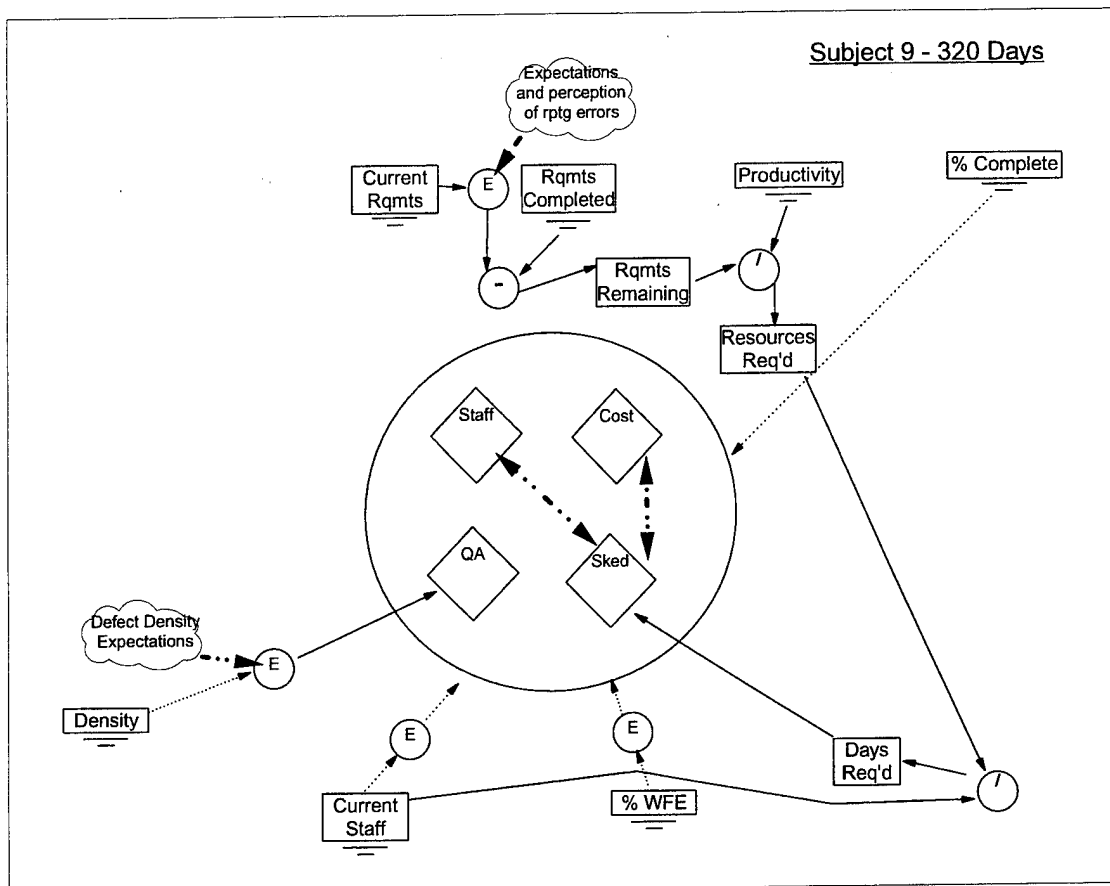 Subject 9 - 320 Days
Expectations
and perception
of rptg errors
Current
Rqmts
E
Rqmts
Completed
Productivity
% Complete
-
Rqmts
Remaining
/
Resources
Req'd
Staff
Cost
QA
Sked
Defect Density
Expectations
E
Density
E
E
Current
Staff
% WFE
Days
Req'd
/